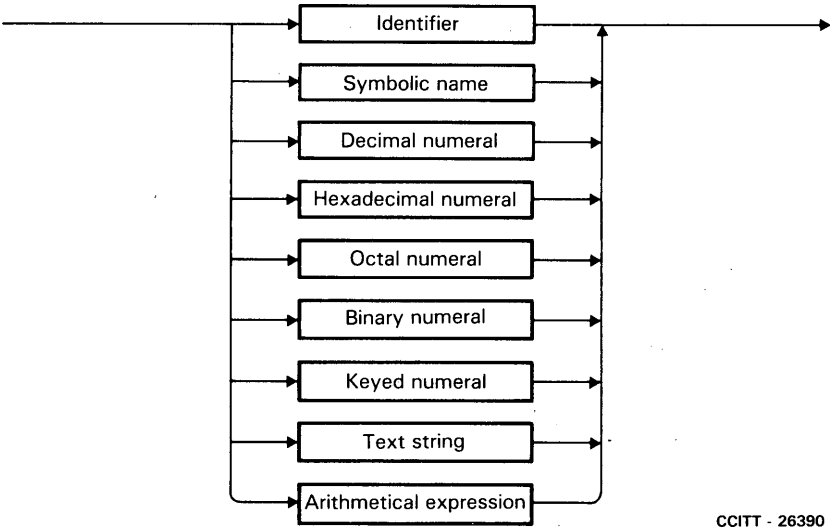 Identifier
Symbolic name
Decimal numeral
Hexadecimal numeral
Octal numeral
Binary numeral
Keyed numeral
Text string
Arithmetical expression
CCITT - 26390